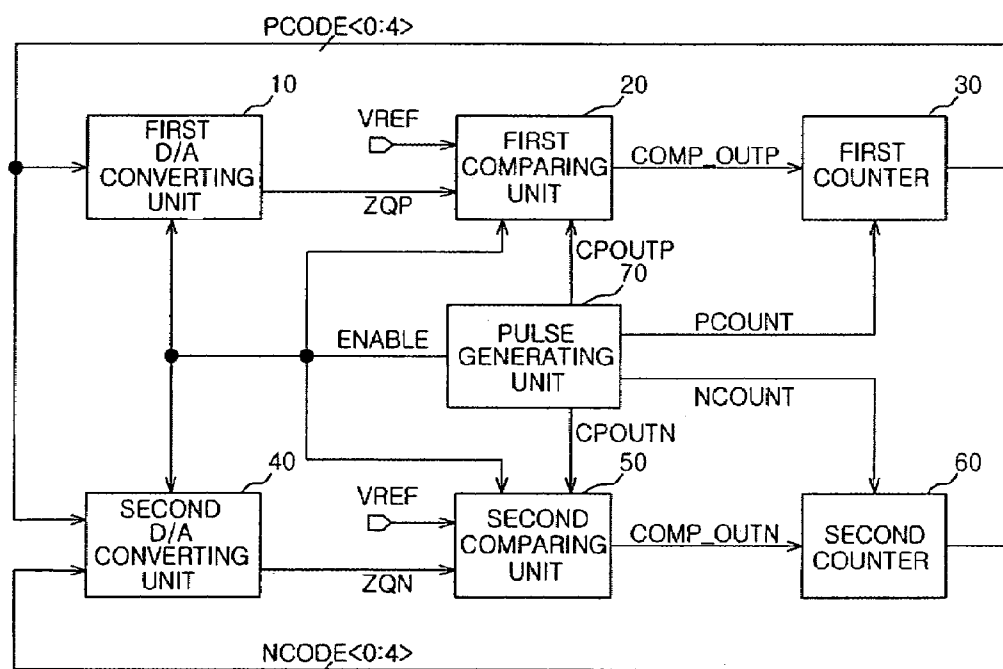 PCODE<0:4>
10
20
30
VREF
FIRST
D/A
CONVERTING
UNIT
FIRST
COMPARING
UNIT
COMP_OUTP
FIRST
COUNTER
ZQP
CPOUTP
70
ENABLE
PULSE
GENERATING
UNIT
PCOUNT
NCOUNT
CPOUTN
40
50
60
VREF
SECOND
D/A
CONVERTING
UNIT
SECOND
COMPARING
UNIT
COMP_OUTN
SECOND
COUNTER
ZQN
NCODE<0:4>